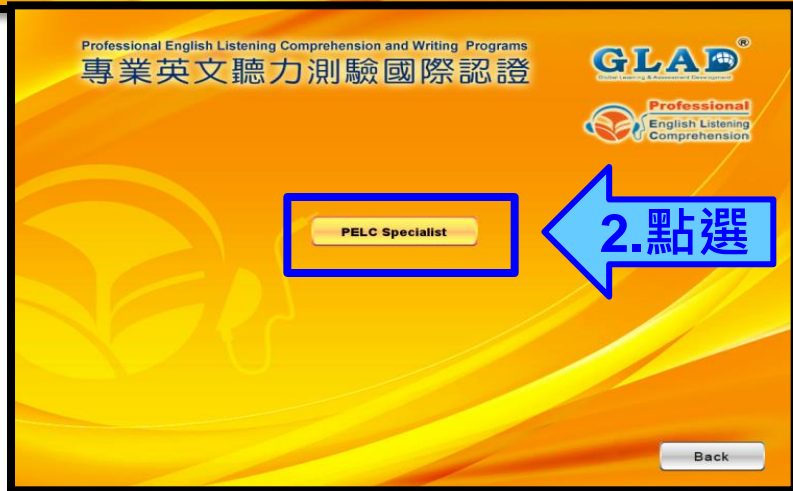 Professional English Listening Comprehension and Writing Programs
專業英文聽力測驗國際認證
GLAD®
Global Learning & Assessment Development
Professional
English Listening
Comprehension
PELC Specialist
2.點選
Back